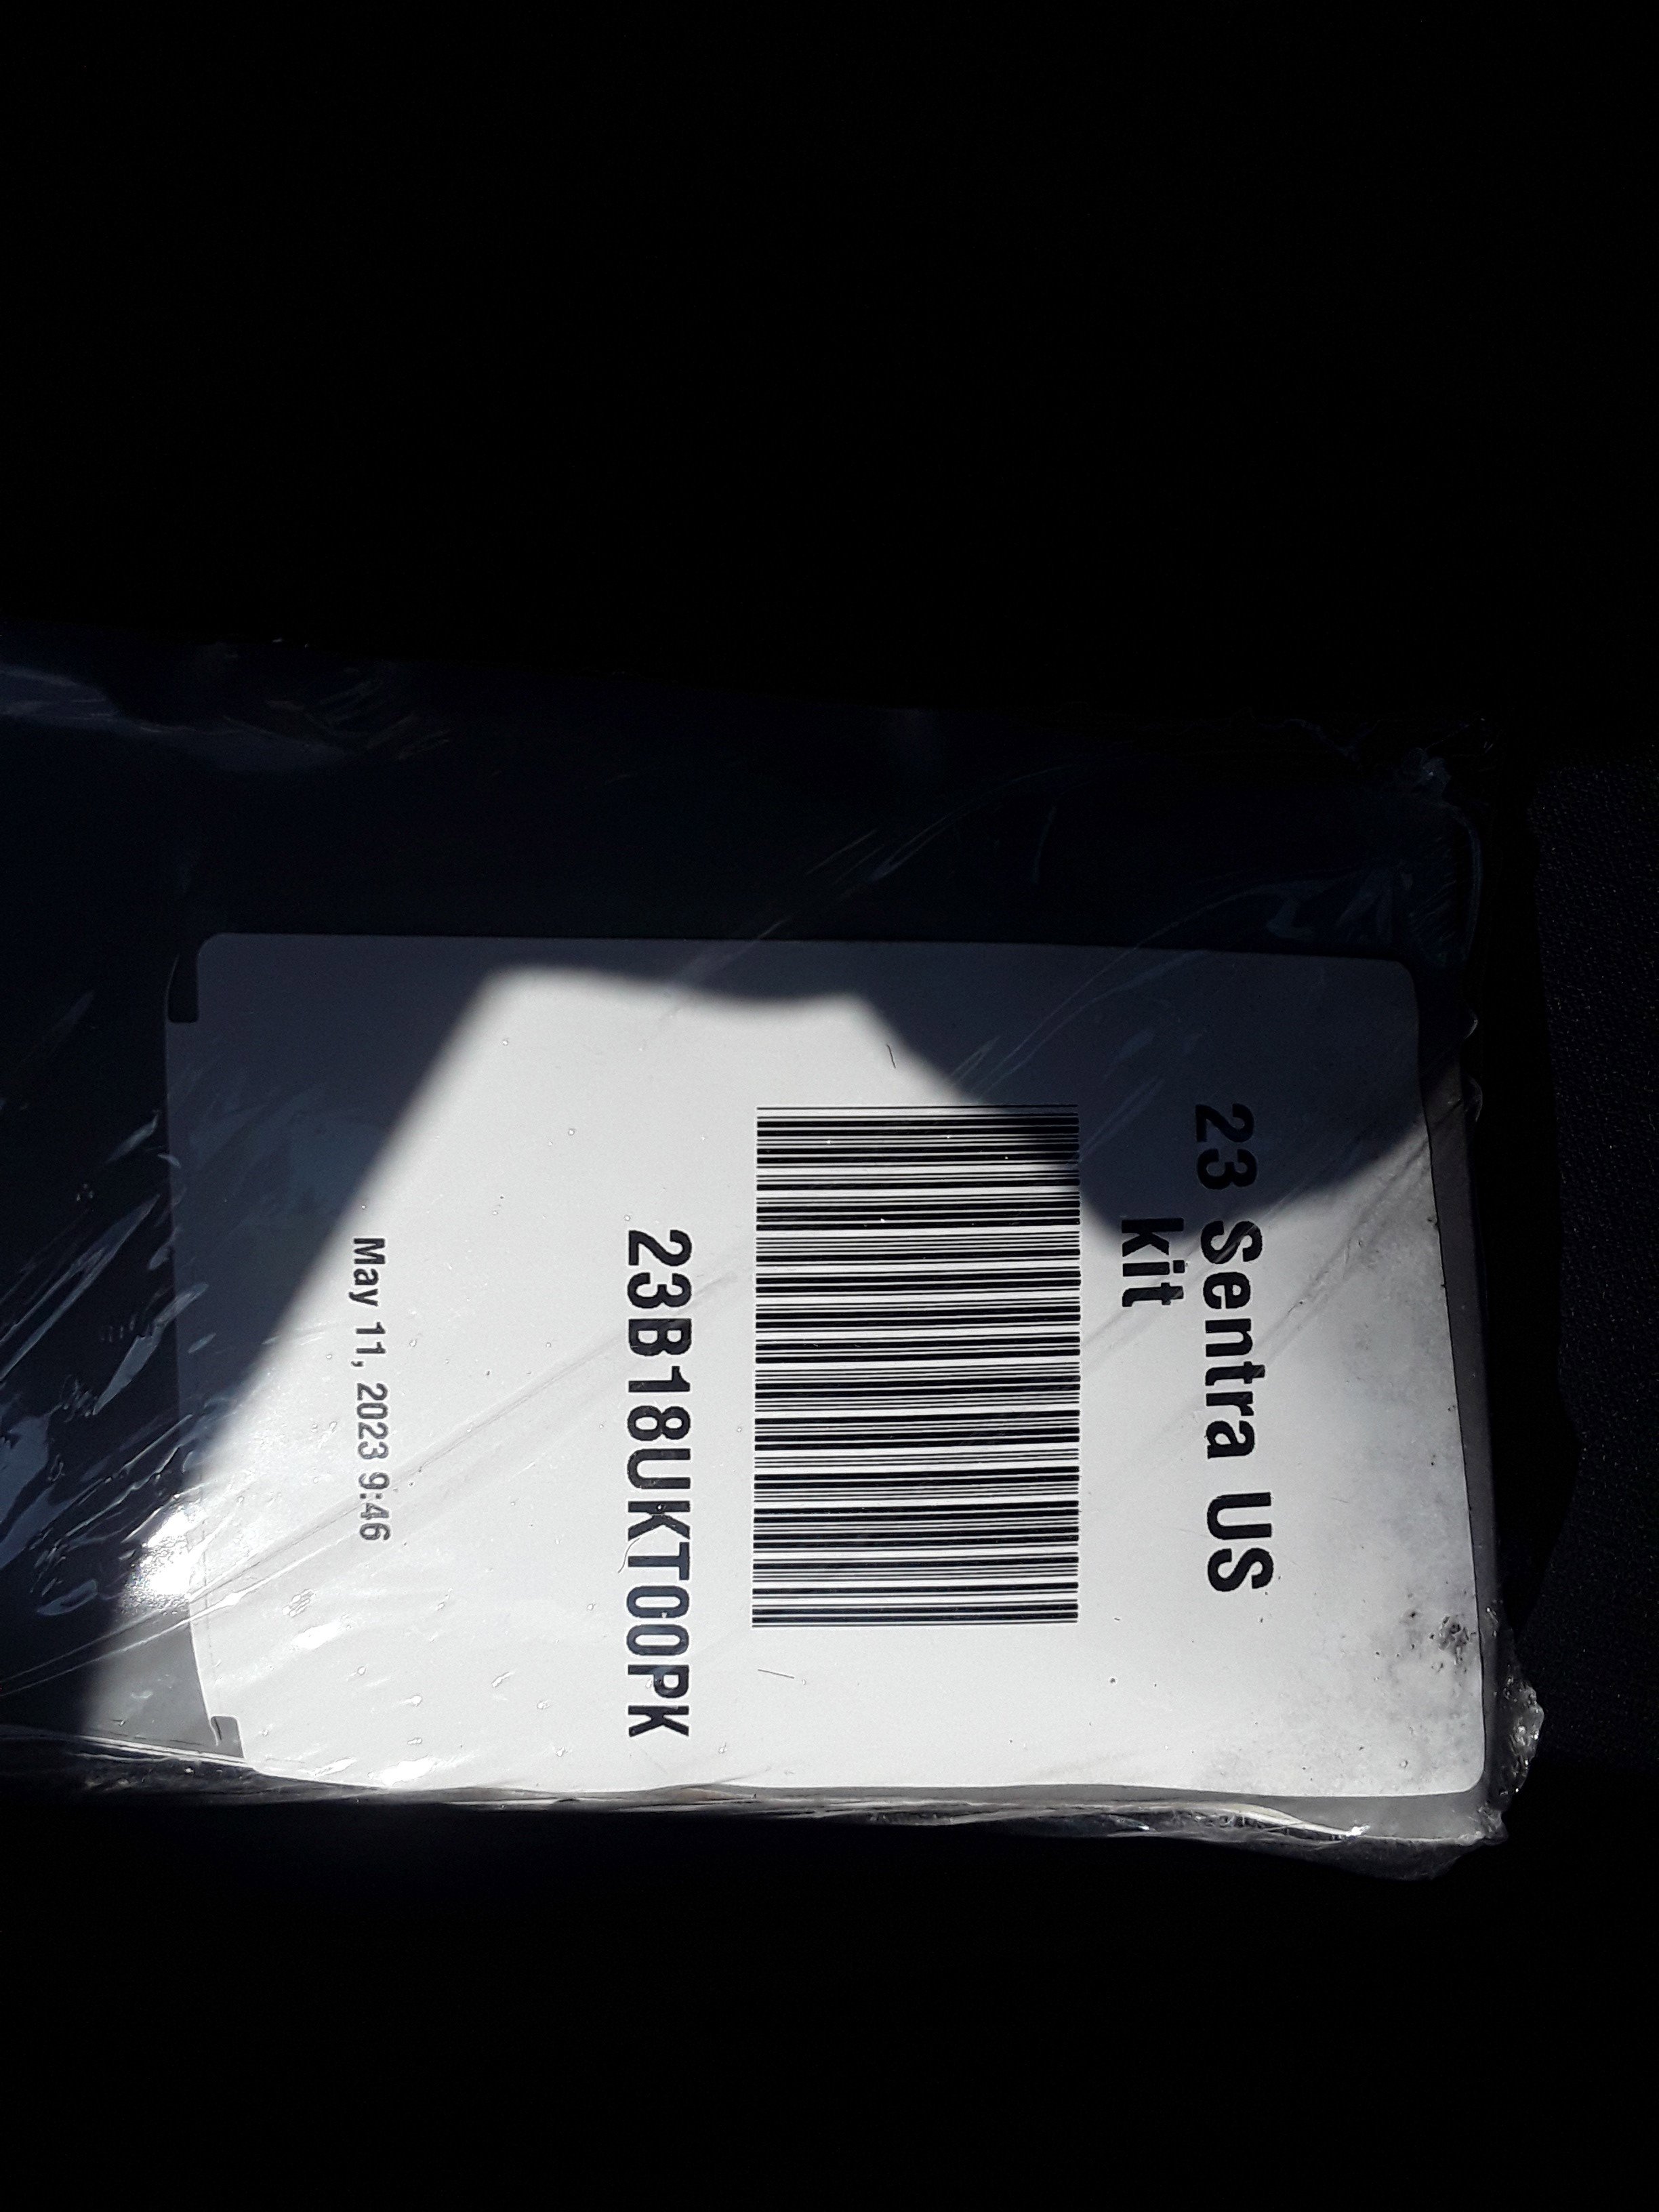 23 Sentra US
kit
23B18UKT00PK
May 11, 2023 9:46